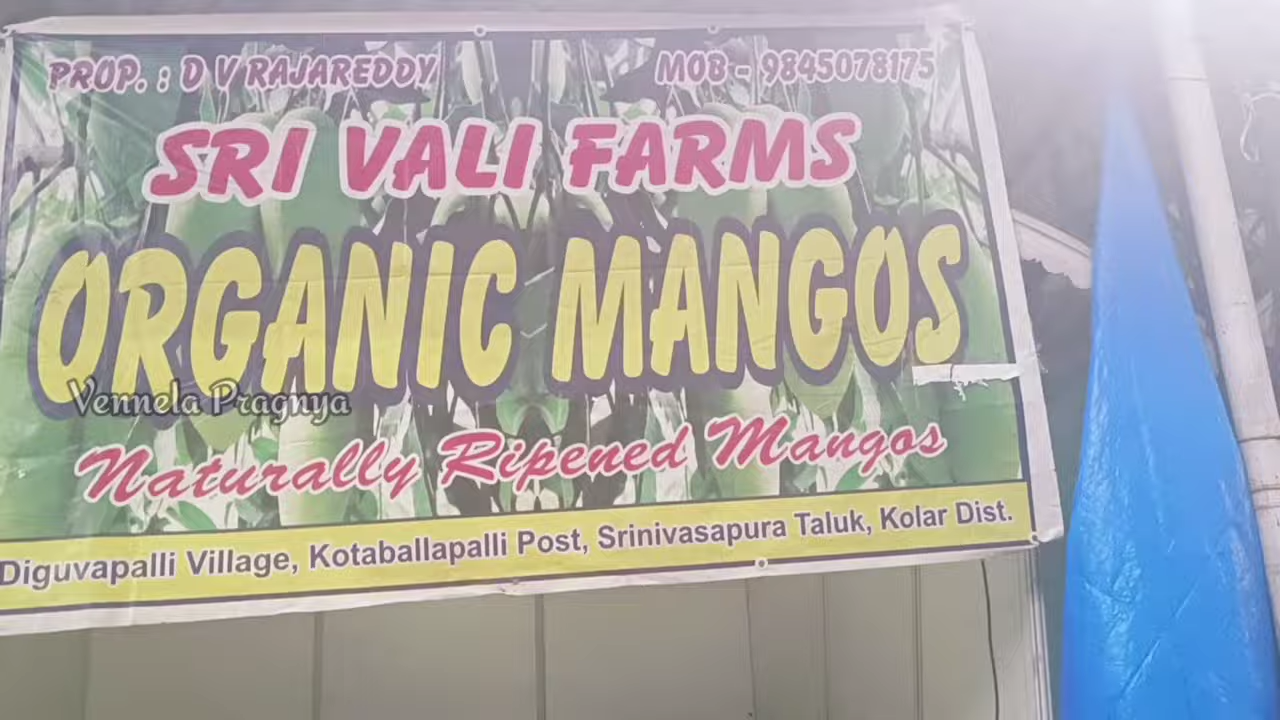 PROP. : D V RAJAREDDY MOB - 9845078175
SRI VALI FARMS
ORGANIC MANGOS
Vennela Pragnya
Naturally Ripened Mangos
Diguvapalli Village, Kotaballapalli Post, Srinivasapura Taluk, Kolar Dist.